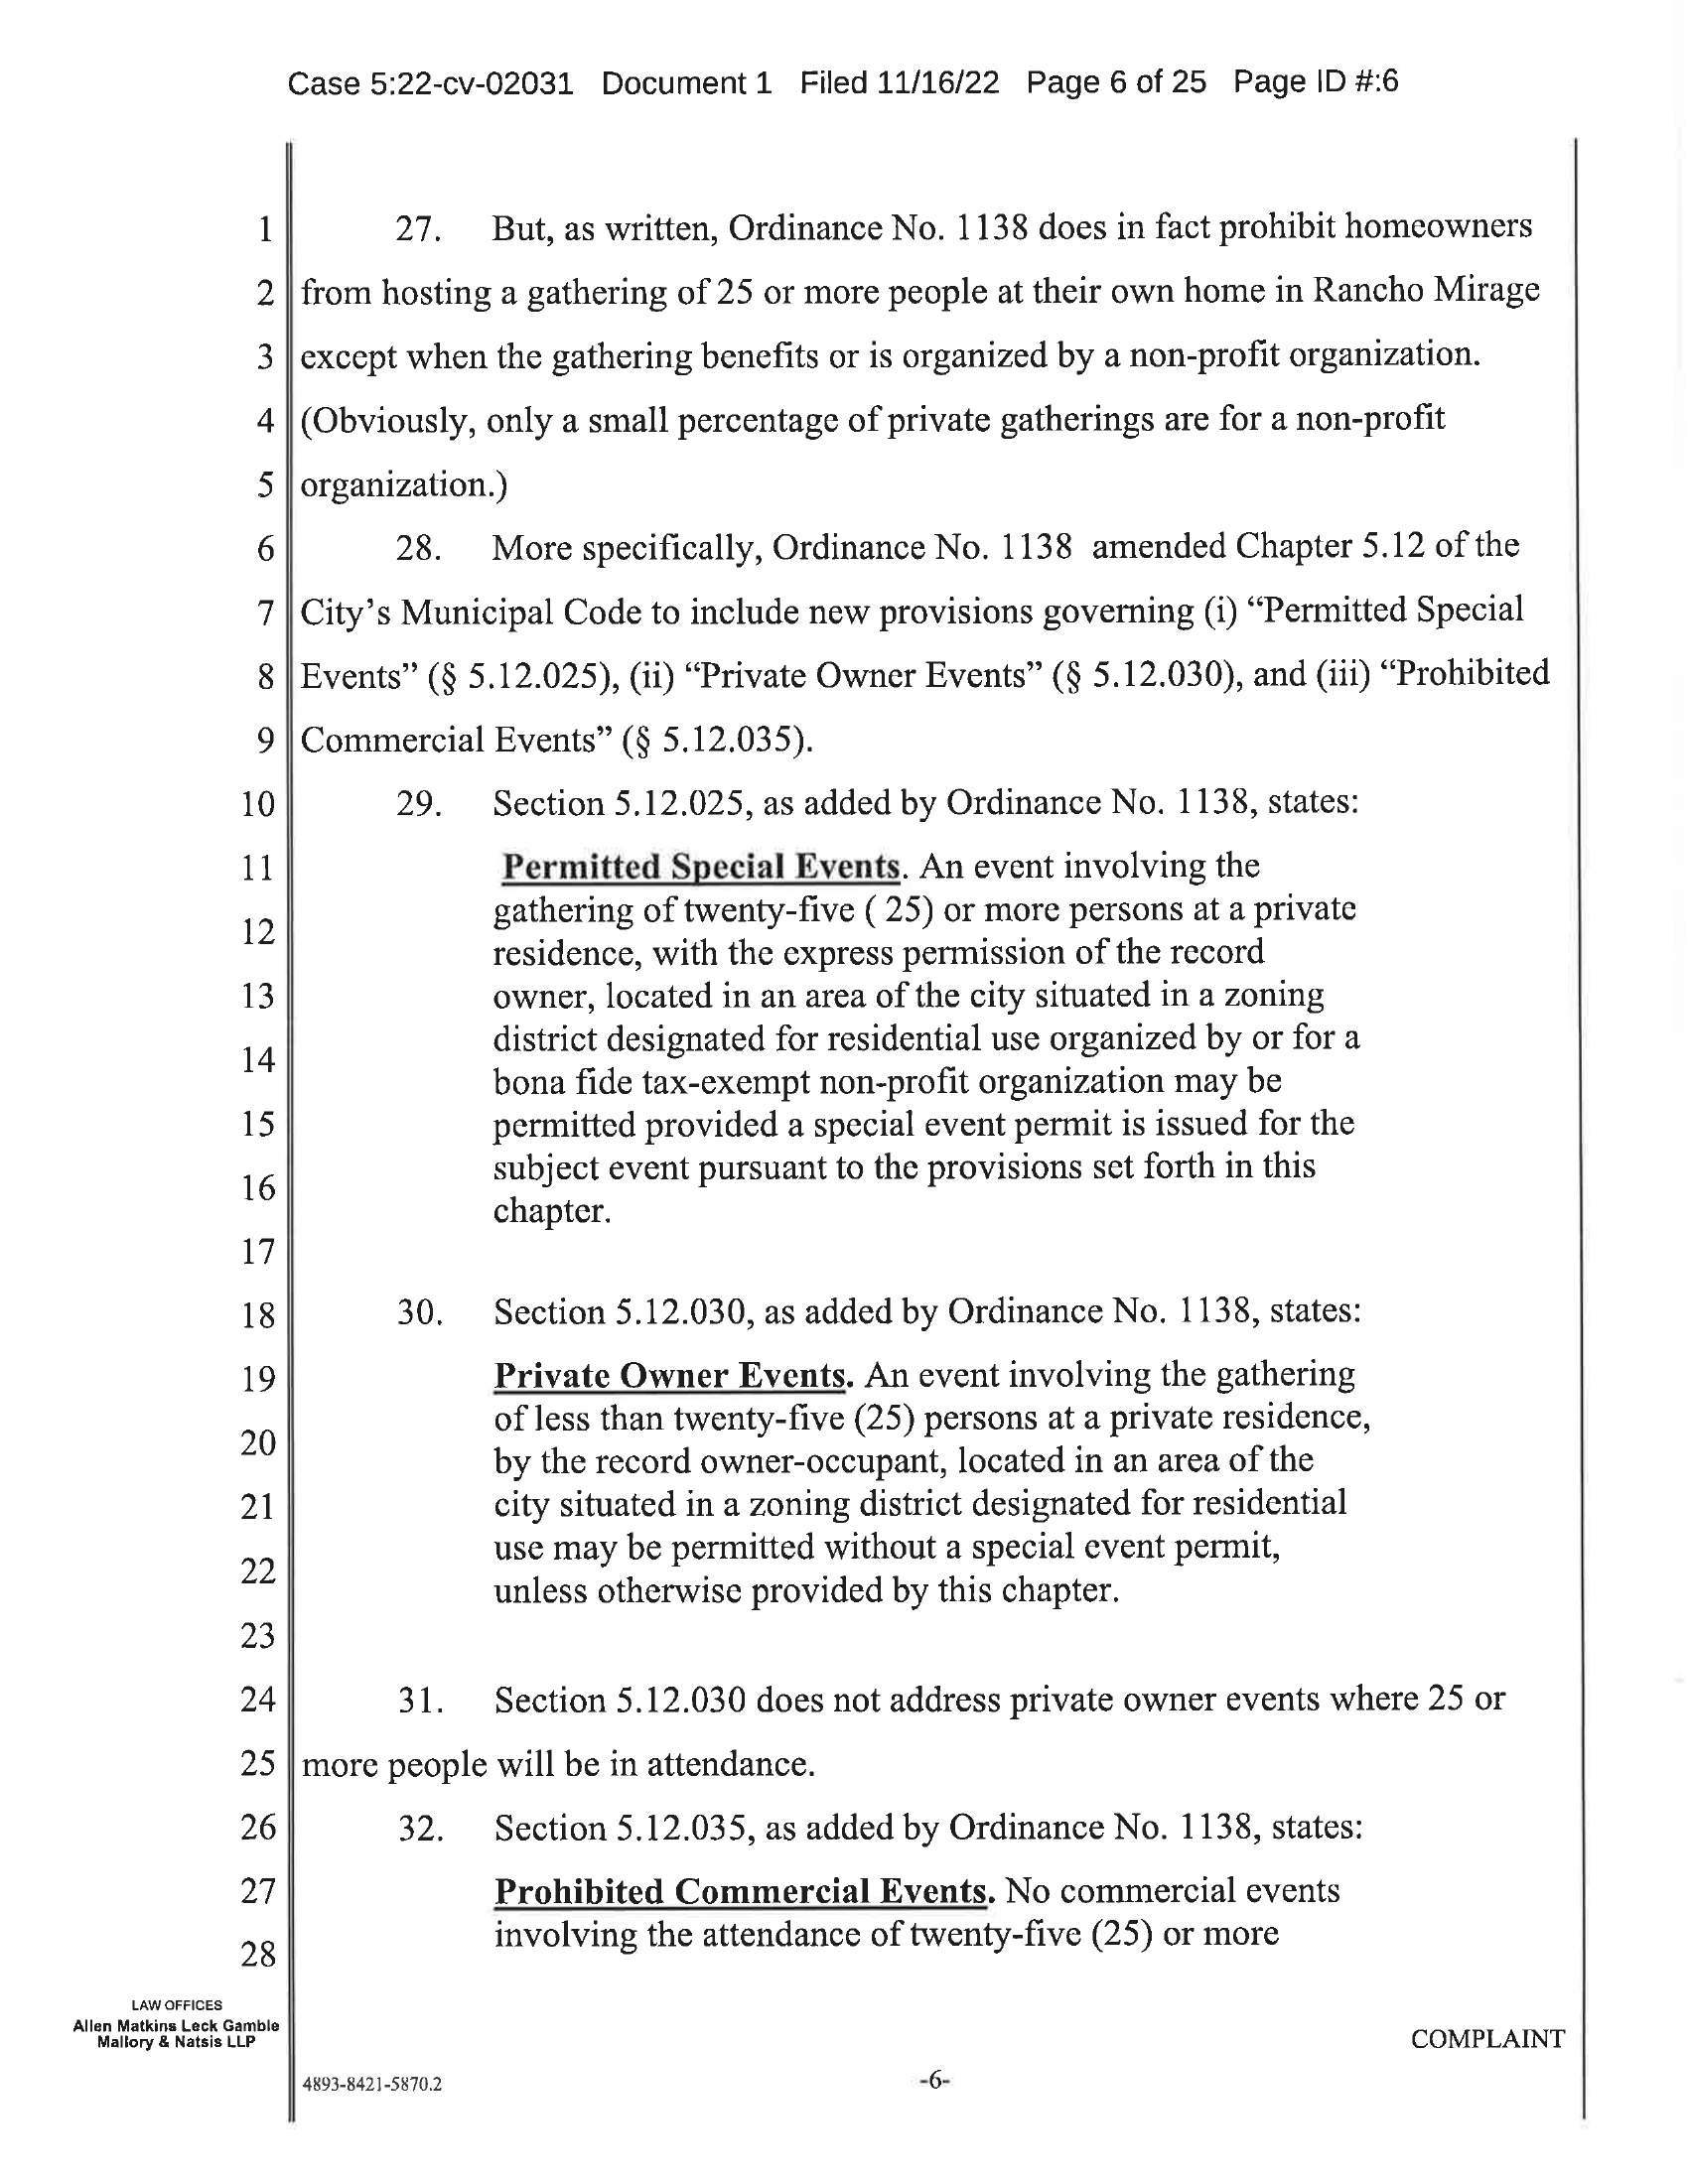 Case 5:22-cv-02031 Document 1 Filed 11/16/22 Page 6 of 25 Page ID #:6
1 27. But, as written, Ordinance No. 1138 does in fact prohibit homeowners
2 from hosting a gathering of 25 or more people at their own home in Rancho Mirage
3 except when the gathering benefits or is organized by a non-profit organization.
4 (Obviously, only a small percentage of private gatherings are for a non-profit
5 organization.)
6 28. More specifically, Ordinance No. 1138 amended Chapter 5.12 of the
7 City's Municipal Code to include new provisions governing (i) “Permitted Special
8 Events” (§ 5.12.025), (ii) “Private Owner Events” (§ 5.12.030), and (iii) “Prohibited
9 Commercial Events” (§ 5.12.035).
10 29. Section 5.12.025, as added by Ordinance No. 1138, states:
11 Permitted Special Events. An event involving the
gathering of twenty-five ( 25) or more persons at a private
12
residence, with the express permission of the record
13 owner, located in an area of the city situated in a zoning
district designated for residential use organized by or for a
14
bona fide tax-exempt non-profit organization may be
15 permitted provided a special event permit is issued for the
subject event pursuant to the provisions set forth in this
16
chapter.
17
18 30. Section 5.12.030, as added by Ordinance No. 1138, states:
19 Private Owner Events. An event involving the gathering
of less than twenty-five (25) persons at a private residence,
20
by the record owner-occupant, located in an area of the
21 city situated in a zoning district designated for residential
use may be permitted without a special event permit,
22
unless otherwise provided by this chapter.
23
24 31. Section 5.12.030 does not address private owner events where 25 or
25 more people will be in attendance.
26 32. Section 5.12.035, as added by Ordinance No. 1138, states:
27 Prohibited Commercial Events. No commercial events
involving the attendance of twenty-five (25) or more
28
LAW OFFICES
Allen Matkins Leck Gamble
Mallory & Natsis LLP
COMPLAINT
4893-8421-5870.2
-6-